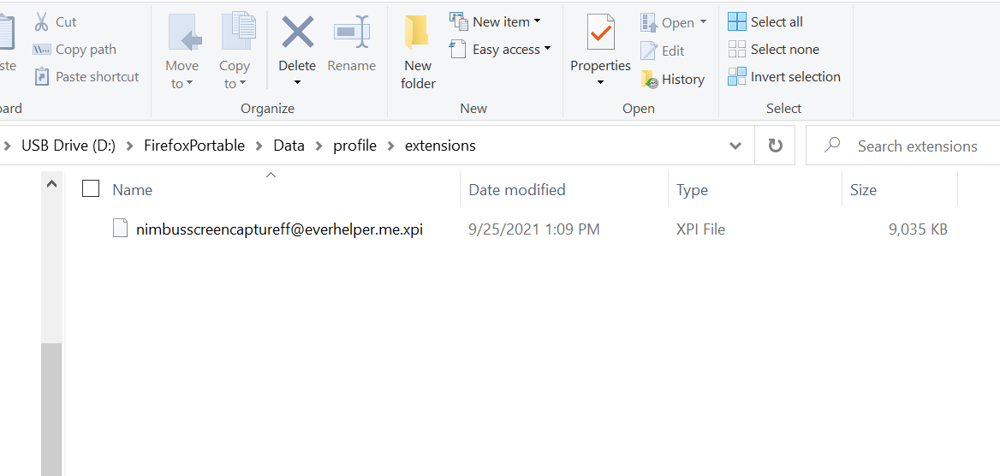 Cut
Copy path
Paste shortcut
Move to
Copy to
Delete
Rename
Organize
New folder
New item
Easy access
New
Properties
Open
Edit
History
Open
Select all
Select none
Invert selection
Select
USB Drive (D:) > FirefoxPortable > Data > profile > extensions
Search extensions
Name Date modified Type Size
nimbusscreencaptureff@everhelper.me.xpi 9/25/2021 1:09 PM XPI File 9,035 KB